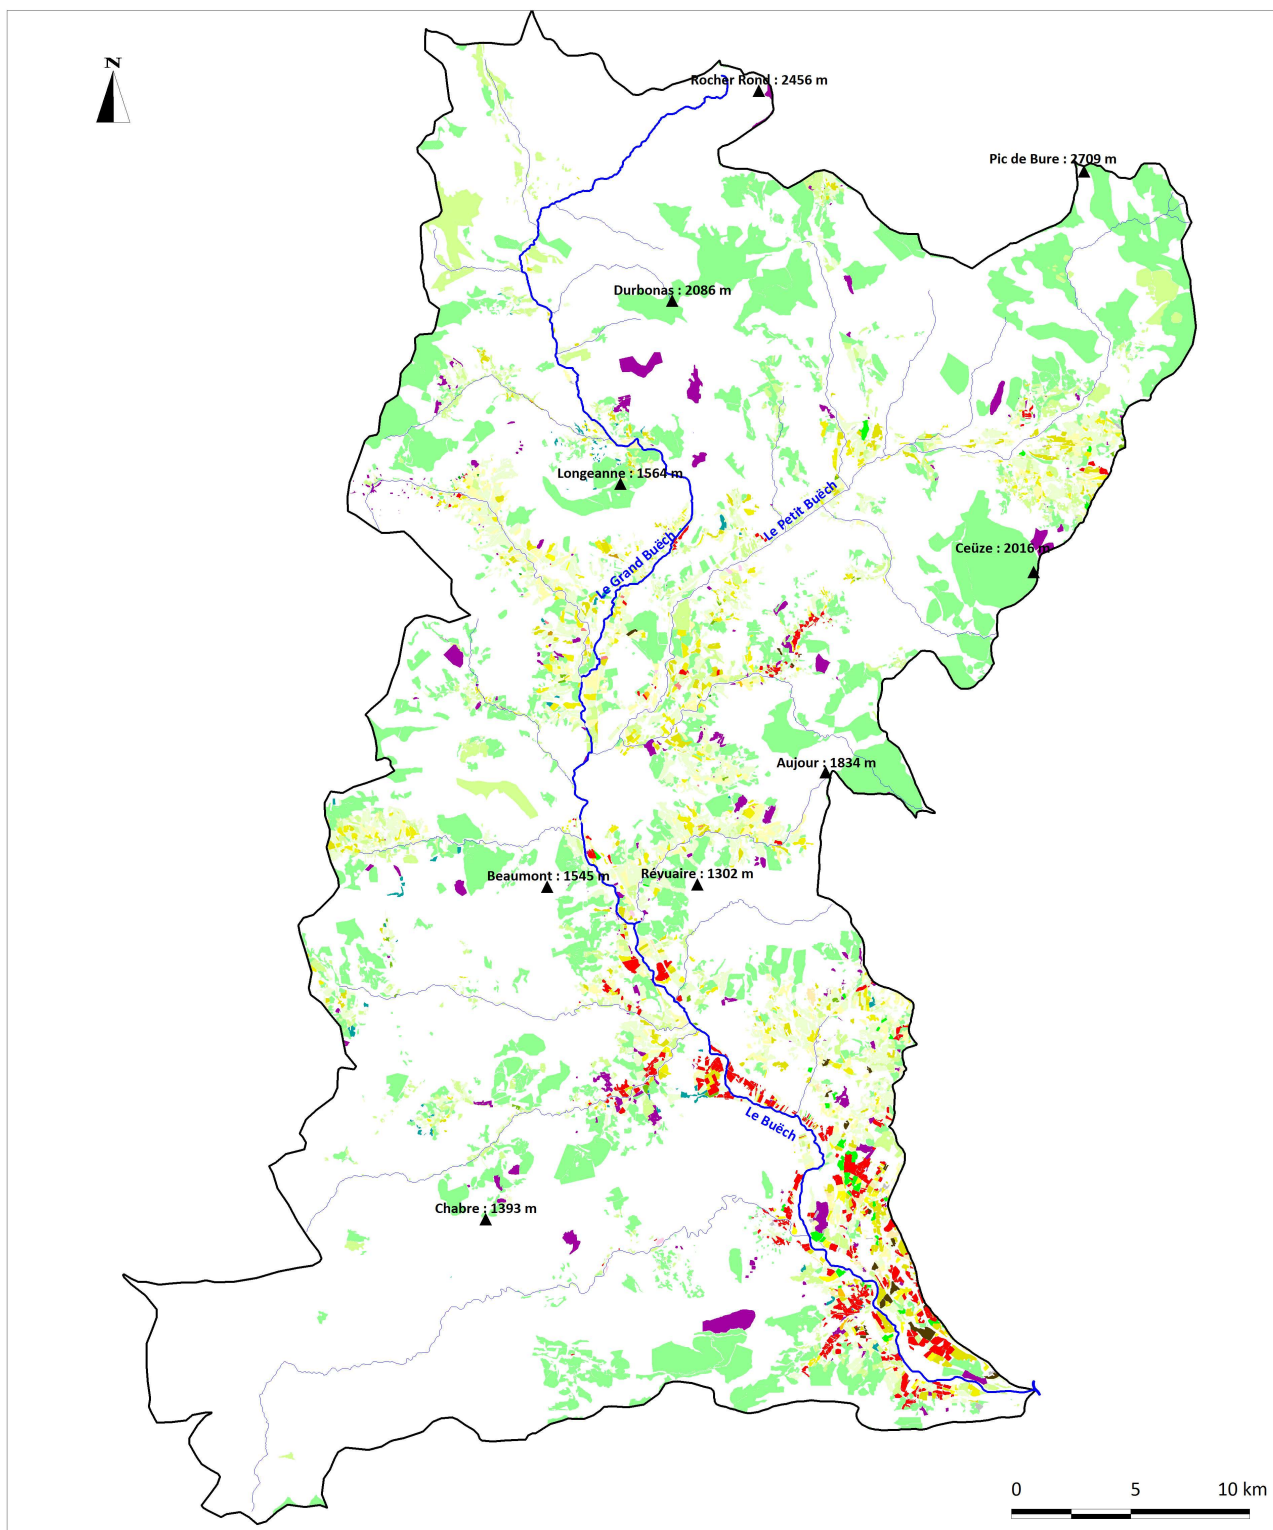 N
Rocher Rond : 2456 m
Pic de Bure : 2709 m
Durbonas : 2086 m
Longeanne : 1564 m
Le Petit Buëch
Le Grand Buëch
Ceüze : 2016 m
Aujour : 1834 m
Beaumont : 1545 m
Révuaire : 1302 m
Le Buëch
Chabre : 1393 m
0 5 10 km